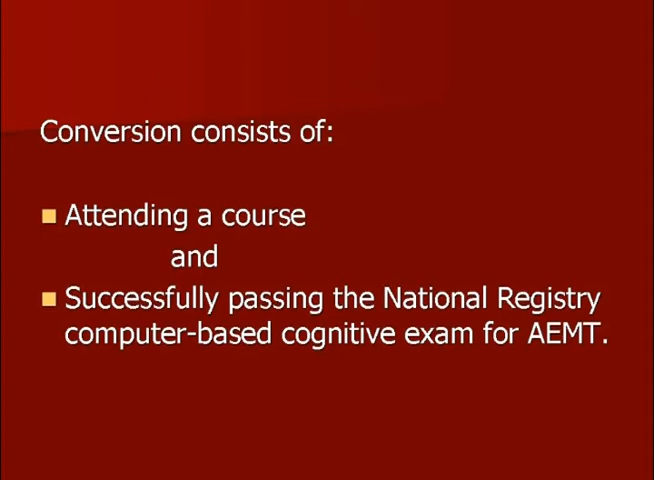 Conversion consists of:
Attending a course
and
Successfully passing the National Registry
computer-based cognitive exam for AEMT.